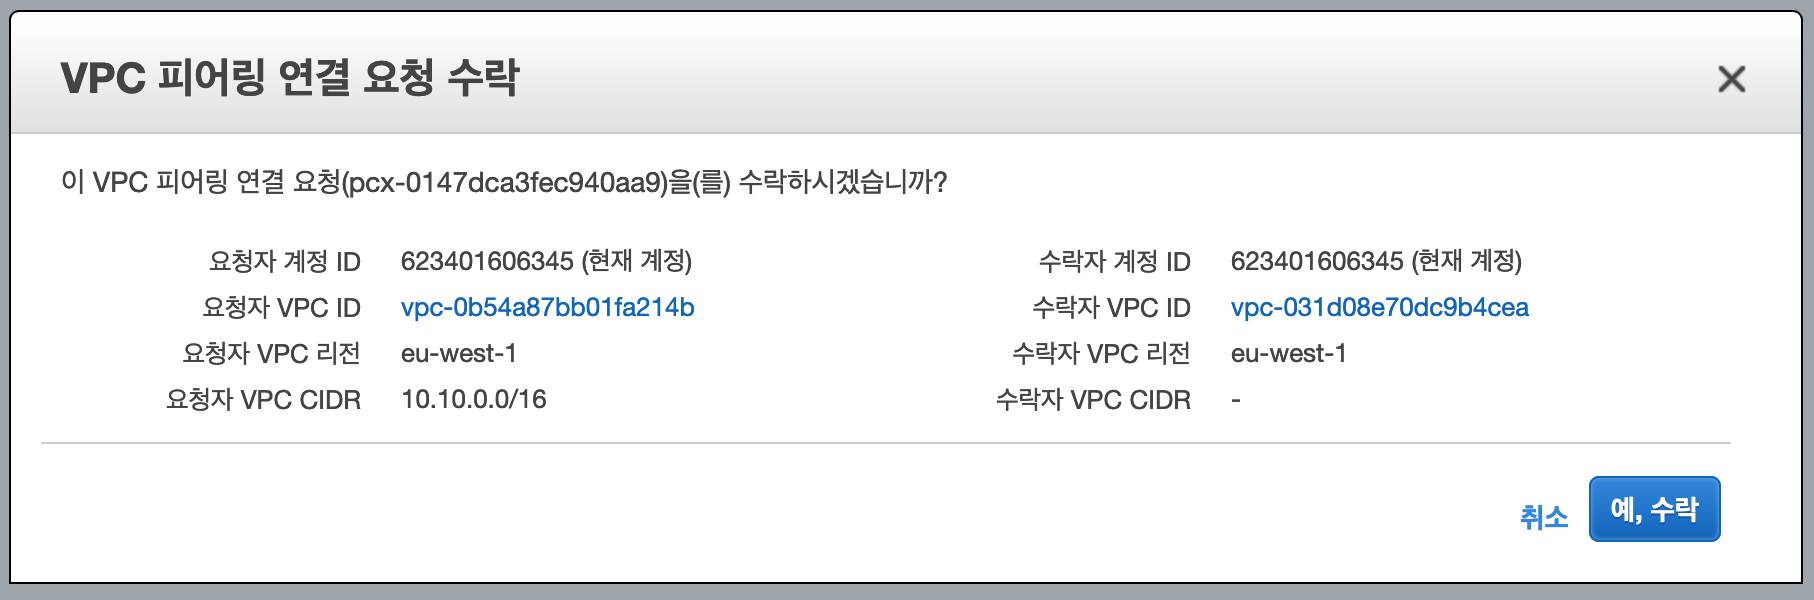 VPC 피어링 연결 요청 수락
이 VPC 피어링 연결 요청(pcx-0147dca3fec940aa9)을(를) 수락하시겠습니까?
요청자 계정 ID 623401606345 (현재 계정) 수락자 계정 ID 623401606345 (현재 계정)
요청자 VPC ID vpc-0b54a87bb01fa214b 수락자 VPC ID vpc-031d08e70dc9b4cea
요청자 VPC 리전 eu-west-1 수락자 VPC 리전 eu-west-1
요청자 VPC CIDR 10.10.0.0/16 수락자 VPC CIDR -
취소 예, 수락